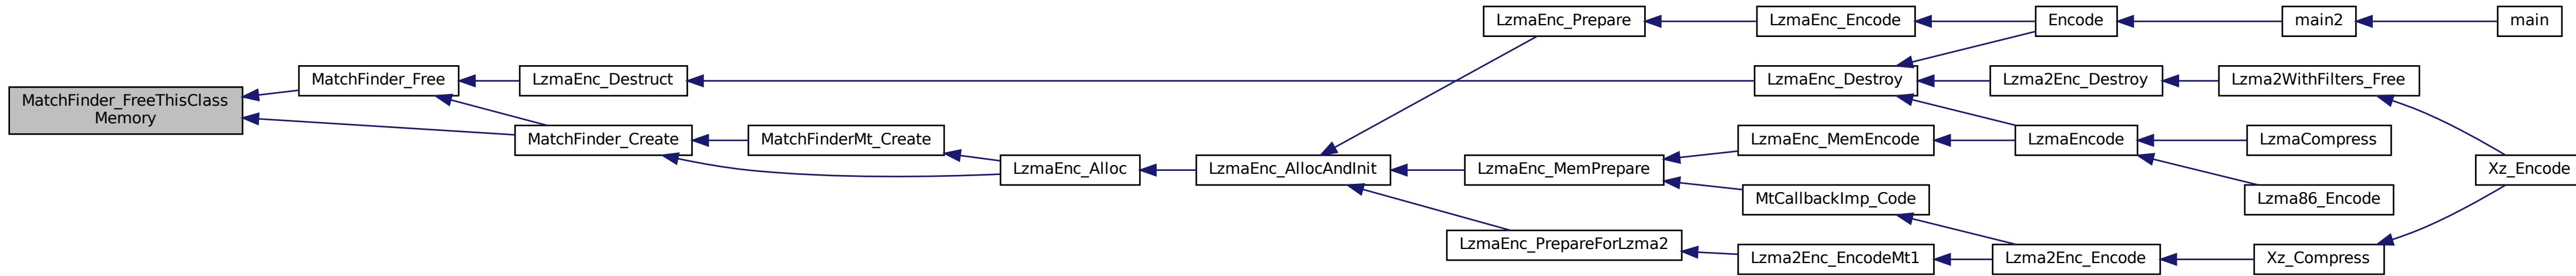 LzmaEnc_Prepare
LzmaEnc_Encode
Encode
main2
main
MatchFinder_Free
LzmaEnc_Destruct
LzmaEnc_Destroy
Lzma2Enc_Destroy
Lzma2WithFilters_Free
MatchFinder_FreeThisClass
Memory
MatchFinder_Create
MatchFinderMt_Create
LzmaEnc_MemEncode
LzmaEncode
LzmaCompress
LzmaEnc_Alloc
LzmaEnc_AllocAndInit
LzmaEnc_MemPrepare
Xz_Encode
MtCallbackImp_Code
Lzma86_Encode
LzmaEnc_PrepareForLzma2
Lzma2Enc_EncodeMt1
Lzma2Enc_Encode
Xz_Compress